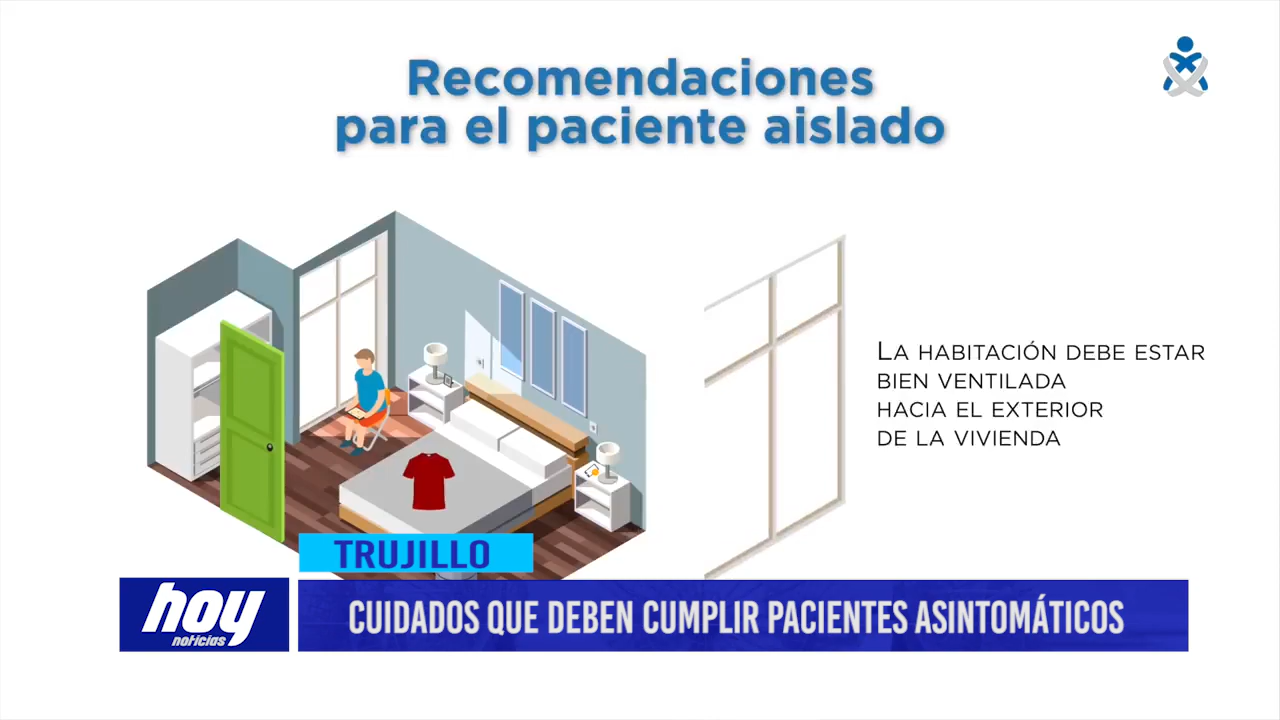 Recomendaciones
para el paciente aislado
LA HABITACIÓN DEBE ESTAR
BIEN VENTILADA
HACIA EL EXTERIOR
DE LA VIVIENDA
TRUJILLO
hoy
noticias
CUIDADOS QUE DEBEN CUMPLIR PACIENTES ASINTOMÁTICOS